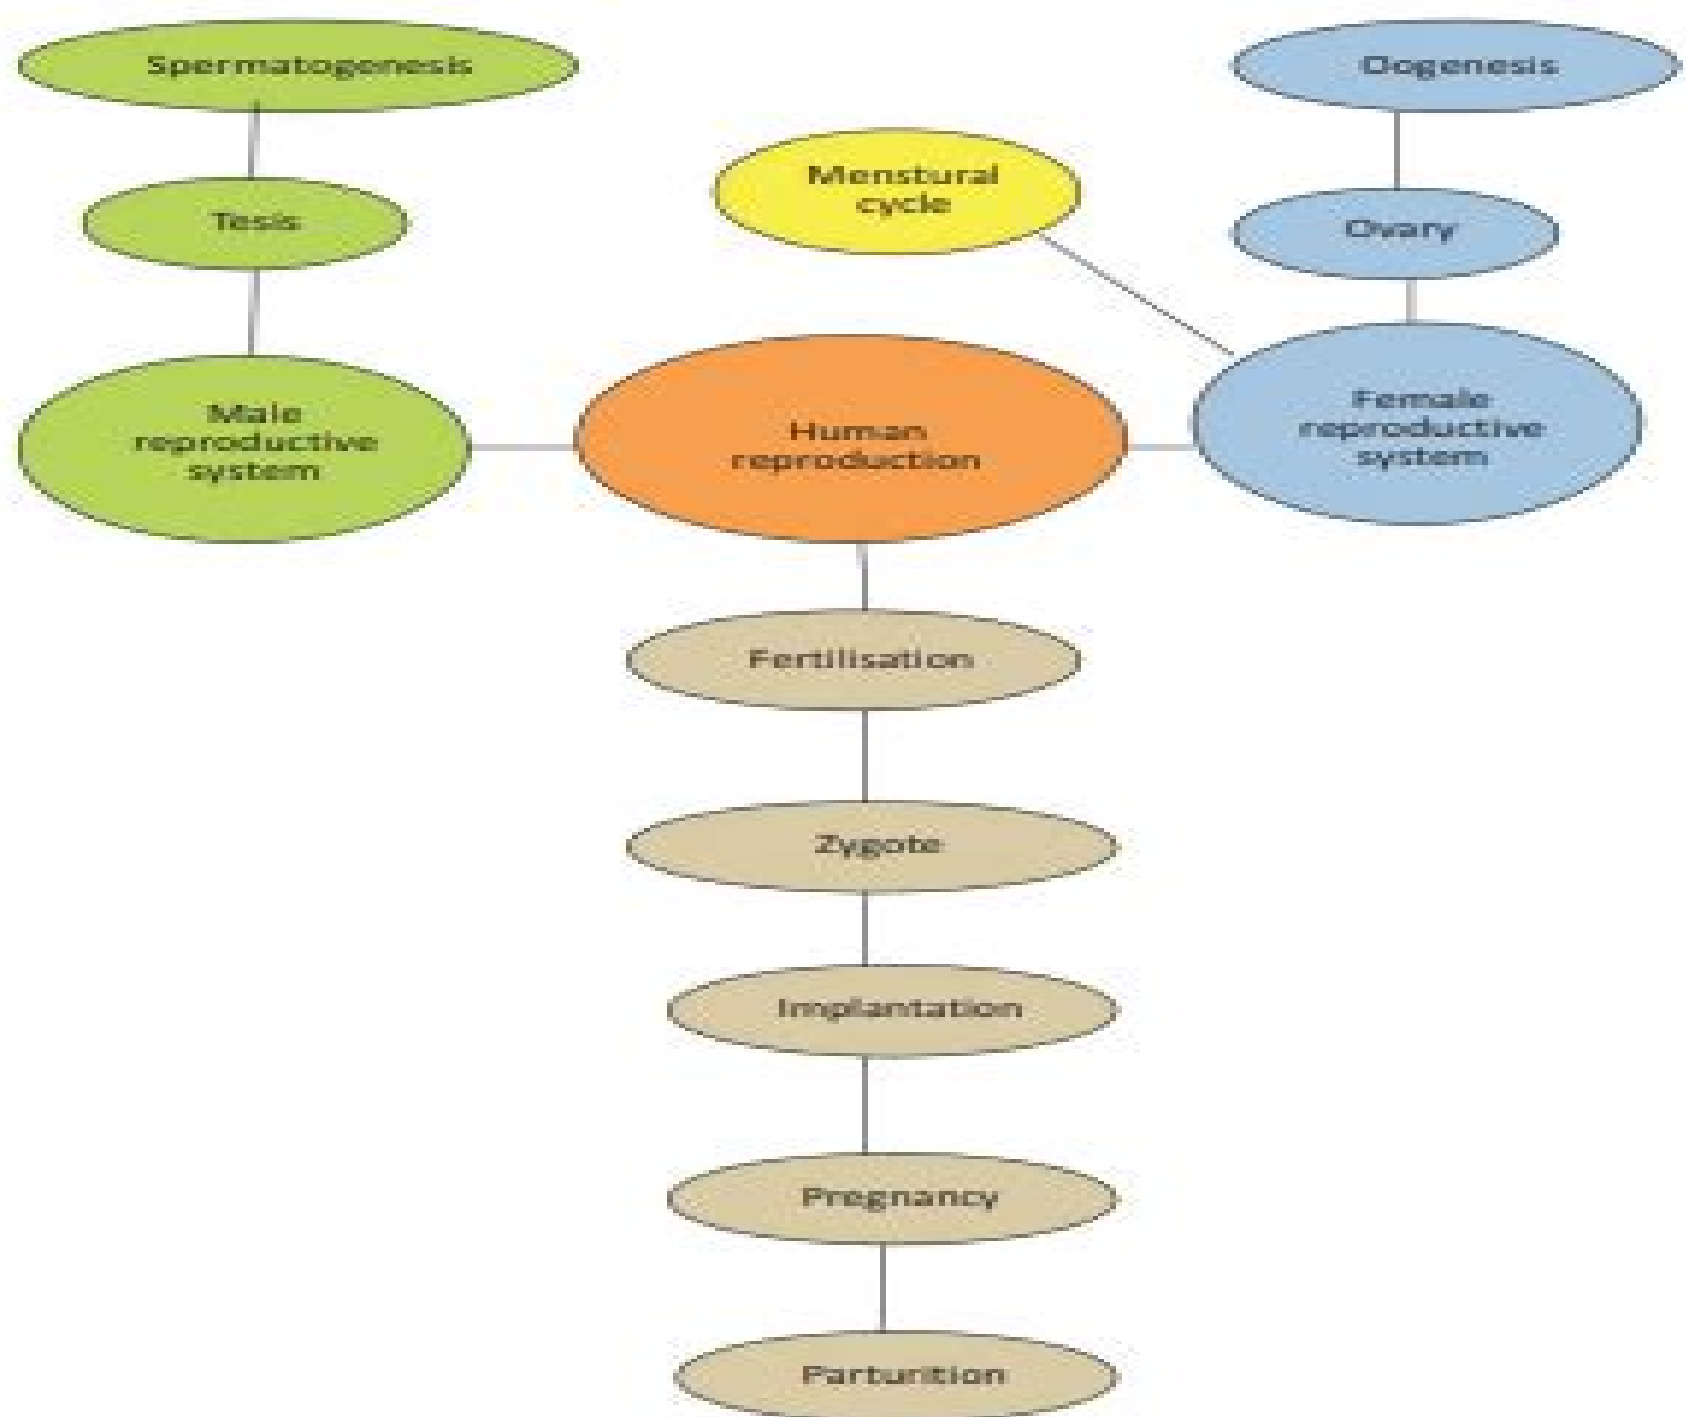 Spermatogenesis
Oogenesis
Menstural
cycle
Tesis
Ovary
Male
reproductive
system
Human
reproduction
Female
reproductive
system
Fertilisation
Zygote
Implantation
Pregnancy
Parturition